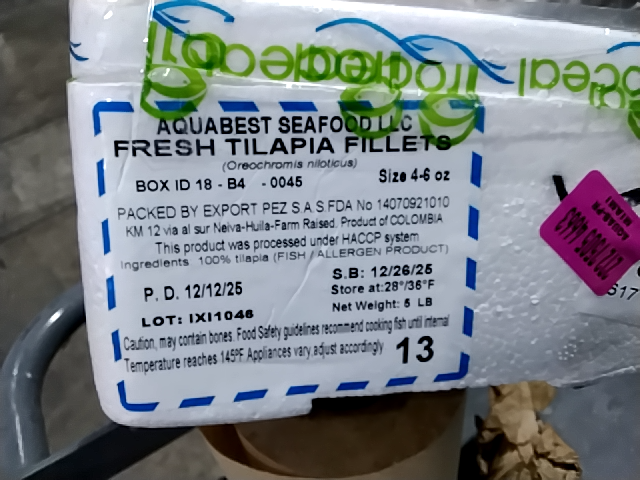 AQUABEST SEAFOOD LLC
FRESH TILAPIA FILLETS
(Oreochromis niloticus)
BOX ID 18 - B4 - 0045 Size 4-6 oz
PACKED BY EXPORT PEZ S.A.S.FDA No 14070921010
KM 12 via al sur Neiva-Huila-Farm Raised. Product of COLOMBIA
This product was processed under HACCP system
Ingredients 100% tilapia (FISH / ALLERGEN PRODUCT)
P. D. 12/12/25 S.B: 12/26/25
Store at:28°/36°F
LOT: IXI1046 Net Weight: 5 LB
Caution, may contain bones. Food Safety guidelines recommend cooking fish until internal
Temperature reaches 145ºF.Appliances vary,adjust accordingly 13